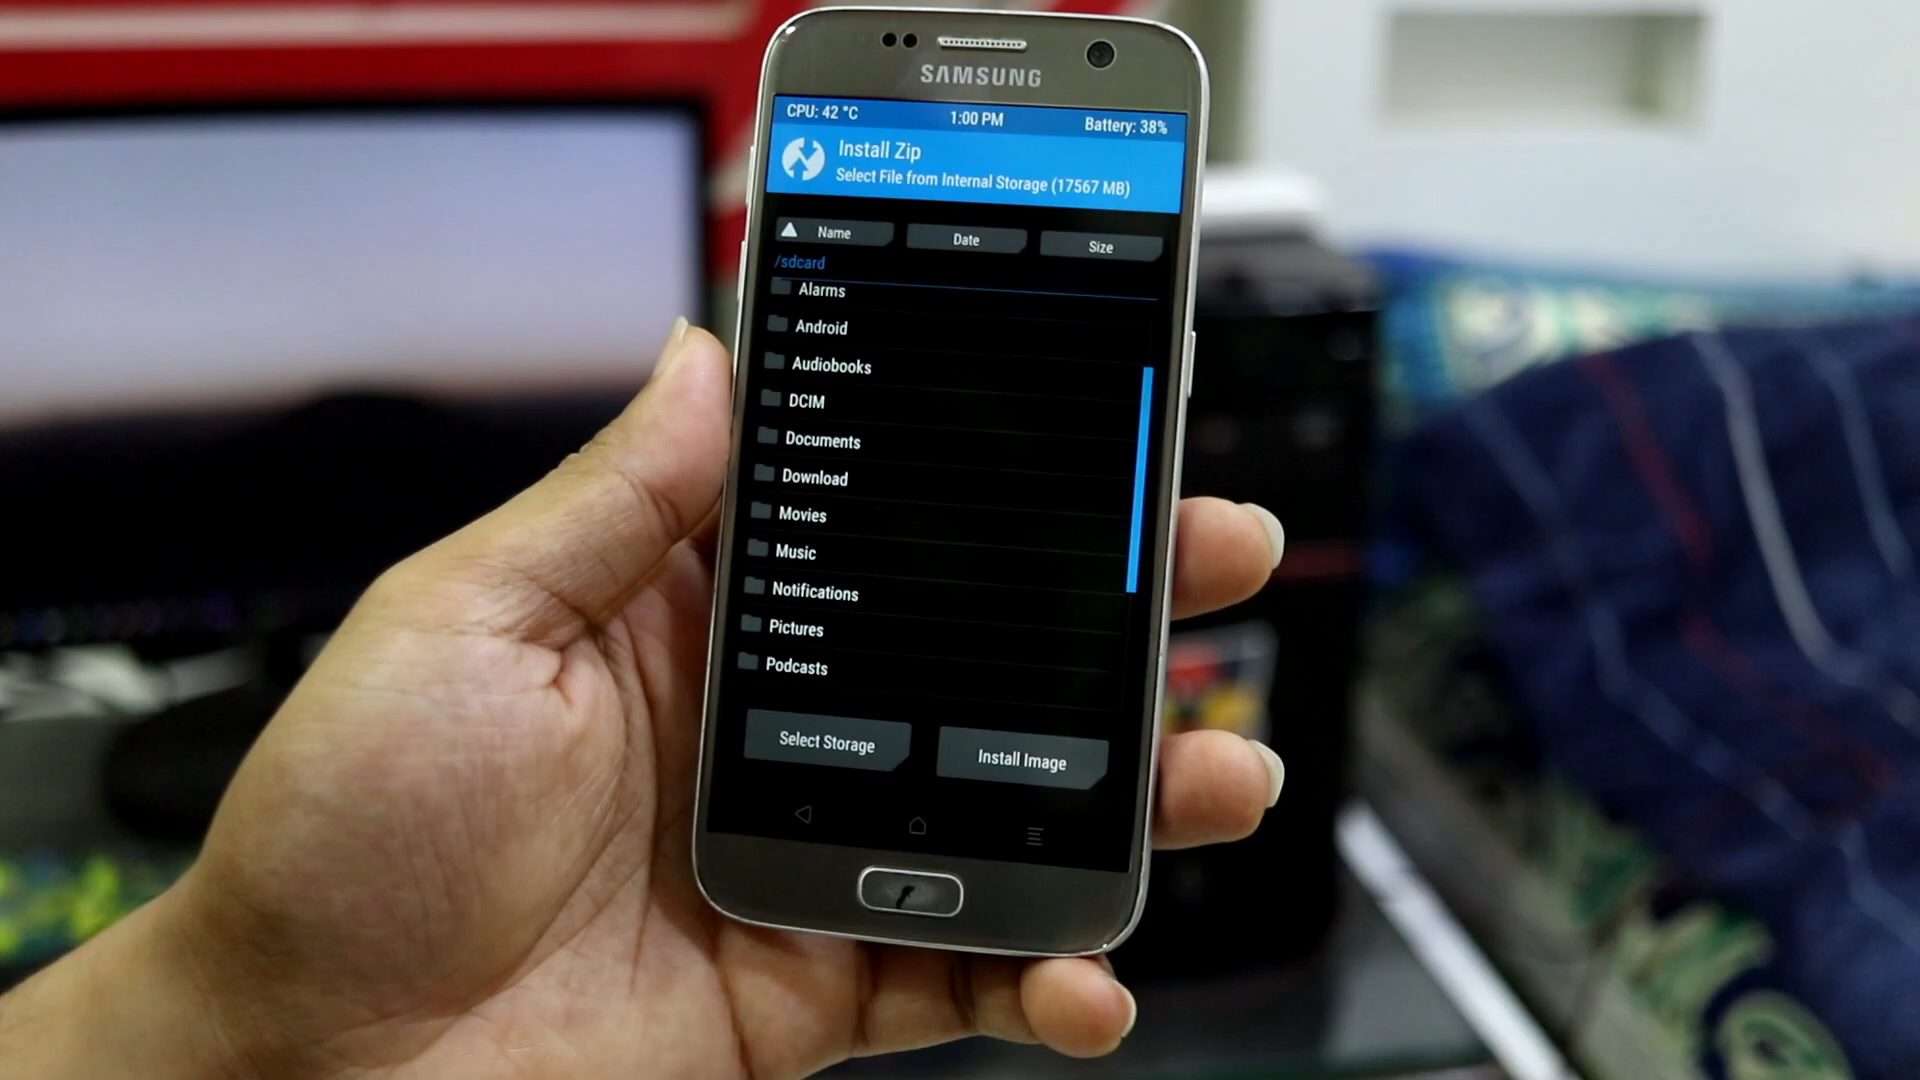 SAMSUNG
CPU: 42 °C 1:00 PM Battery: 38%
Install Zip
Select File from Internal Storage (17567 MB)
Name Date Size
/sdcard
Alarms
Android
Audiobooks
DCIM
Documents
Download
Movies
Music
Notifications
Pictures
Podcasts
Select Storage Install Image